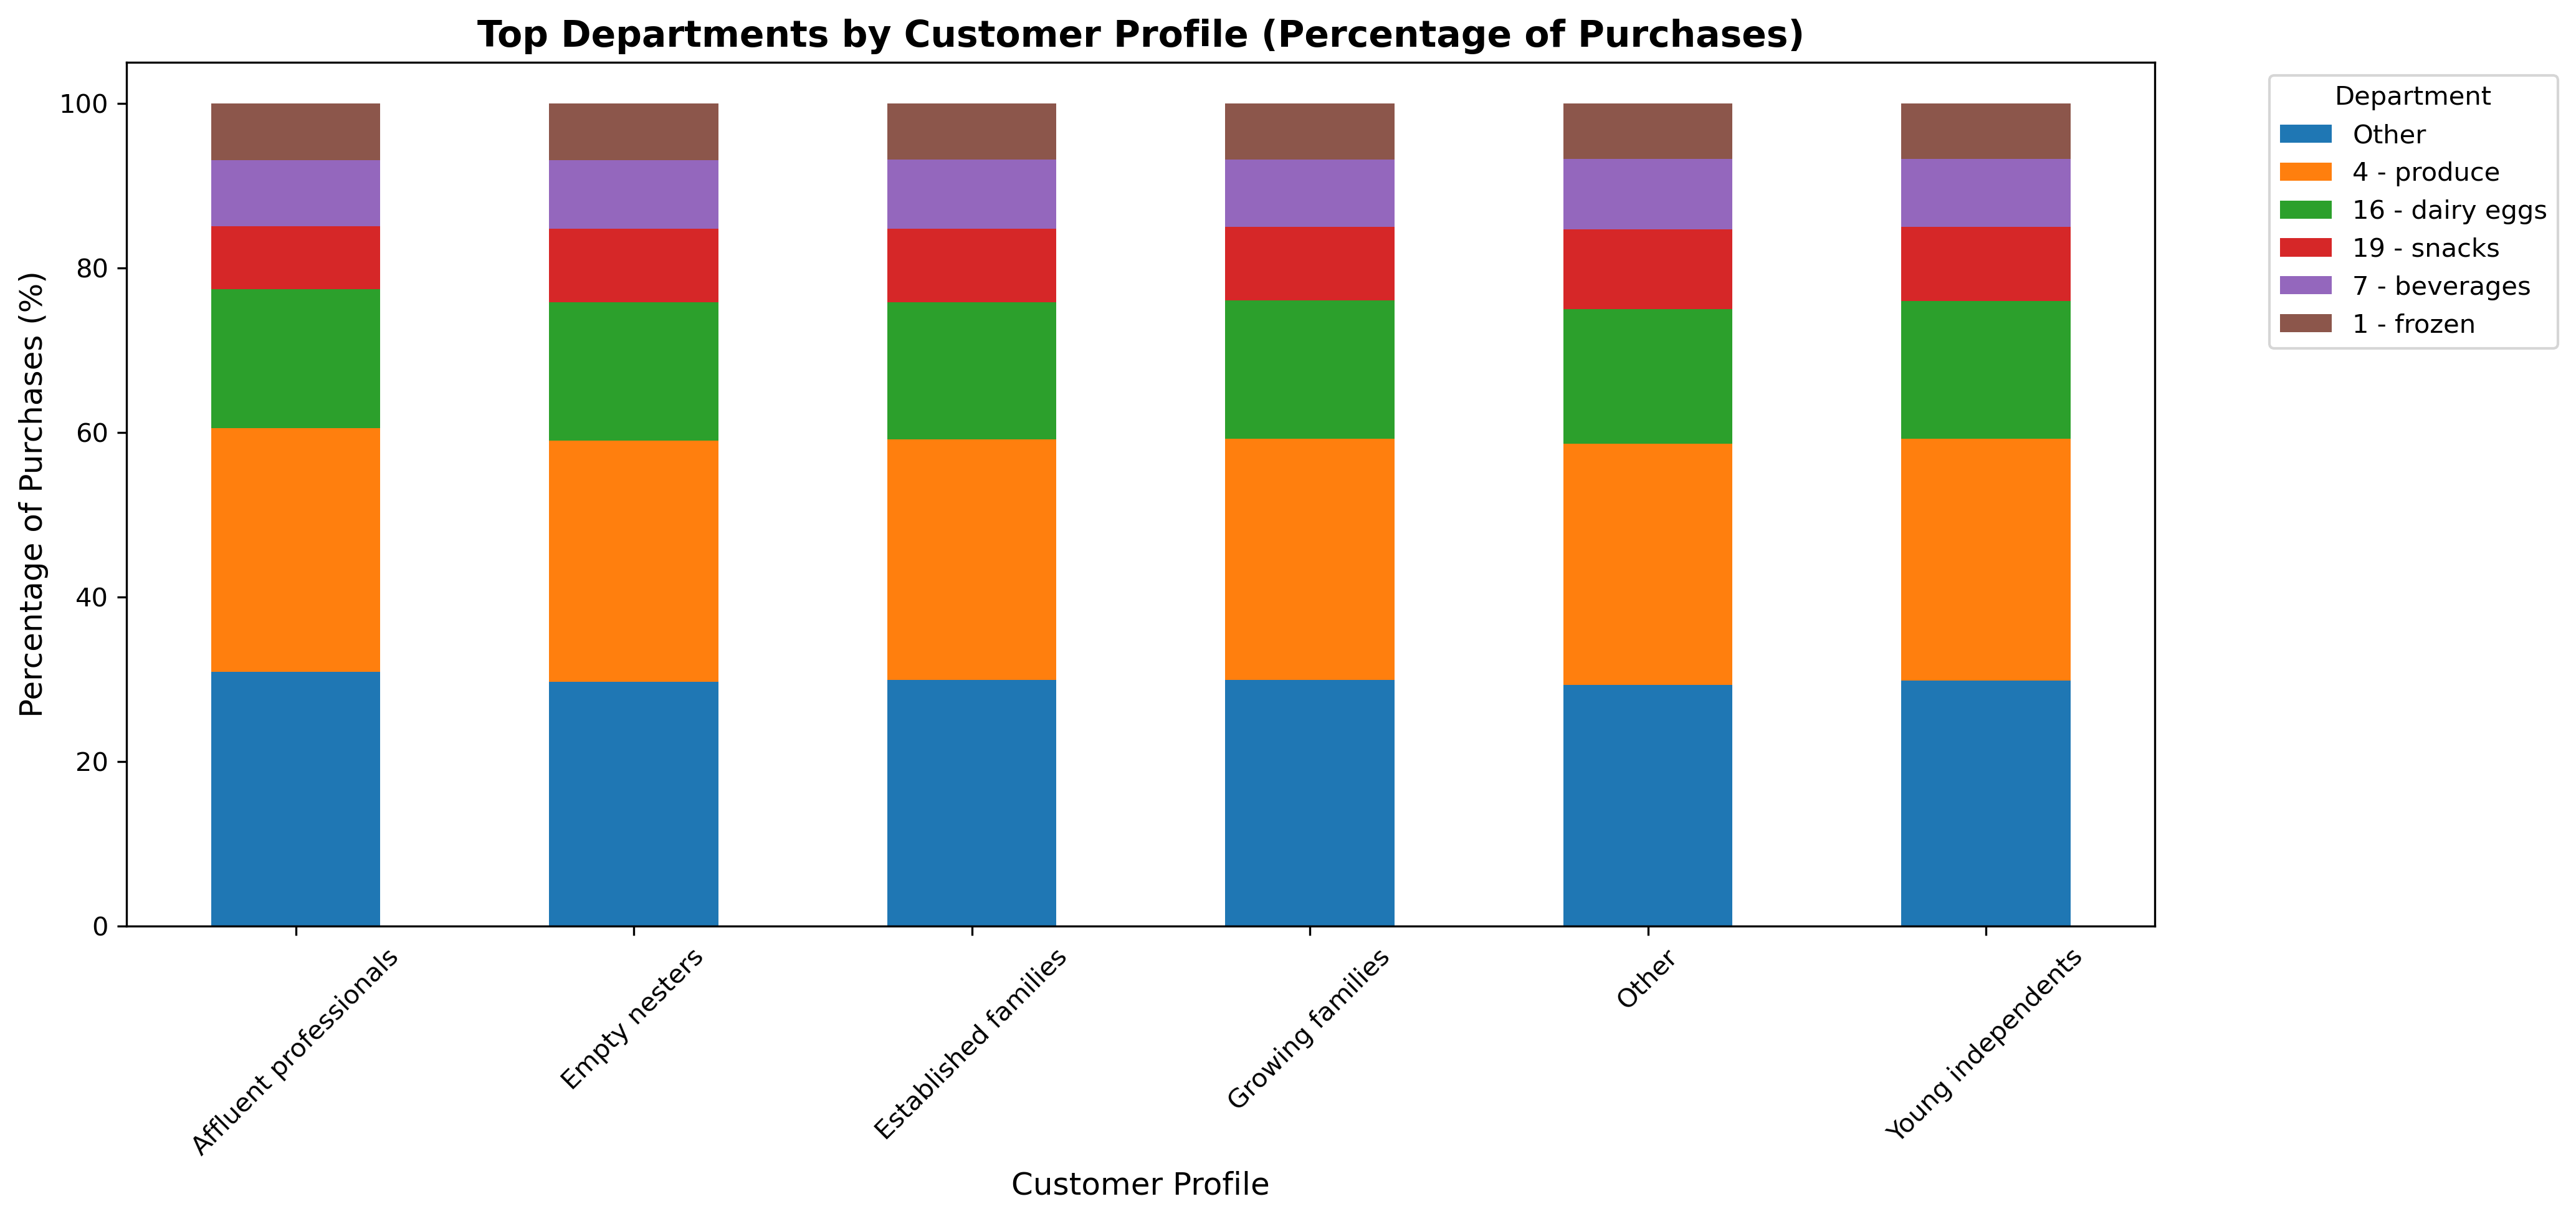 Top Departments by Customer Profile (Percentage of Purchases)
Percentage of Purchases (%)
100
80
60
40
20
0
Affluent professionals
Empty nesters
Established families
Growing families
Other
Young independents
Customer Profile
Department
Other
4 - produce
16 - dairy eggs
19 - snacks
7 - beverages
1 - frozen